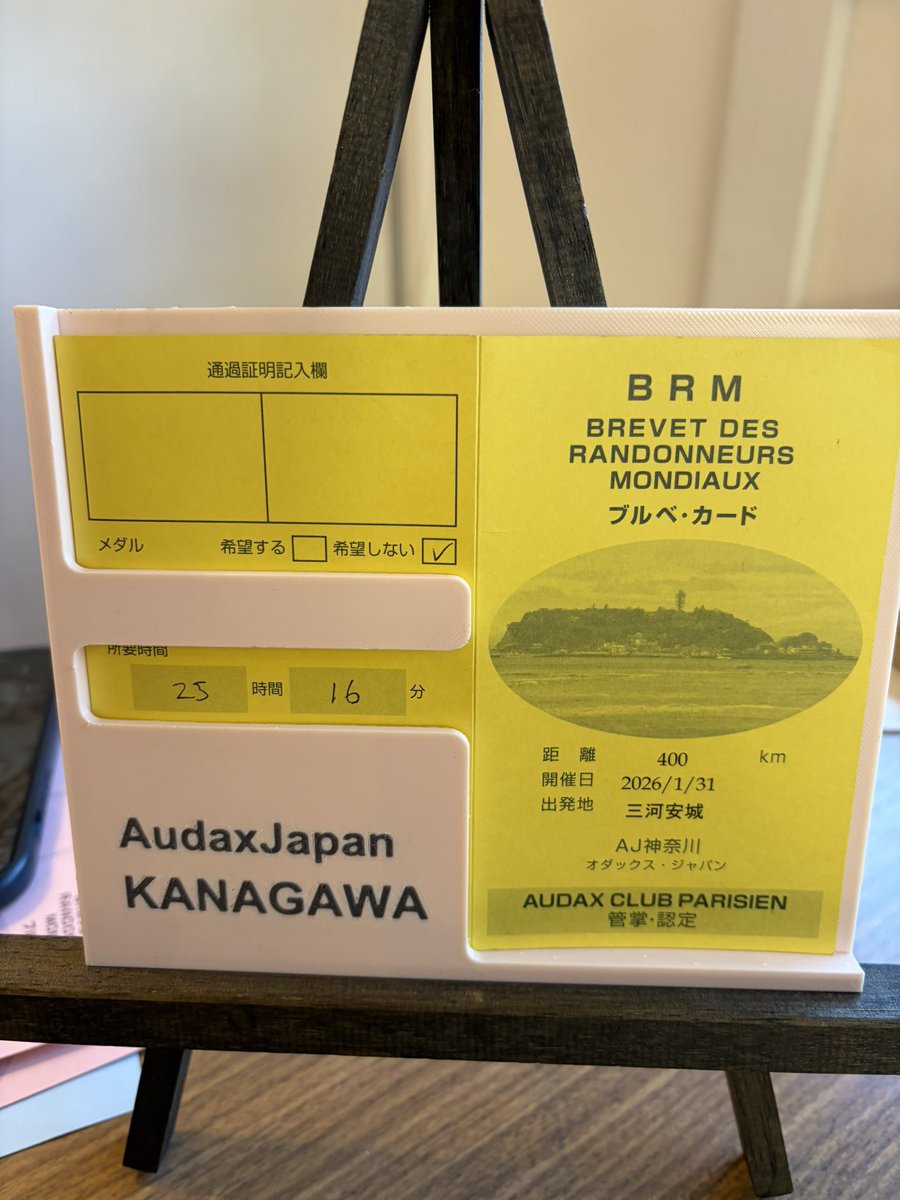 通過証明記入欄
メダル 希望する 希望しない ✓
所要時間
25 時間 16 分
AudaxJapan
KANAGAWA
BRM
BREVET DES
RANDONNEURS
MONDIAUX
ブルベ・カード
距 離 400 km
開催日 2026/1/31
出発地 三河安城
AJ神奈川
オダックス・ジャパン
AUDAX CLUB PARISIEN
管掌・認定